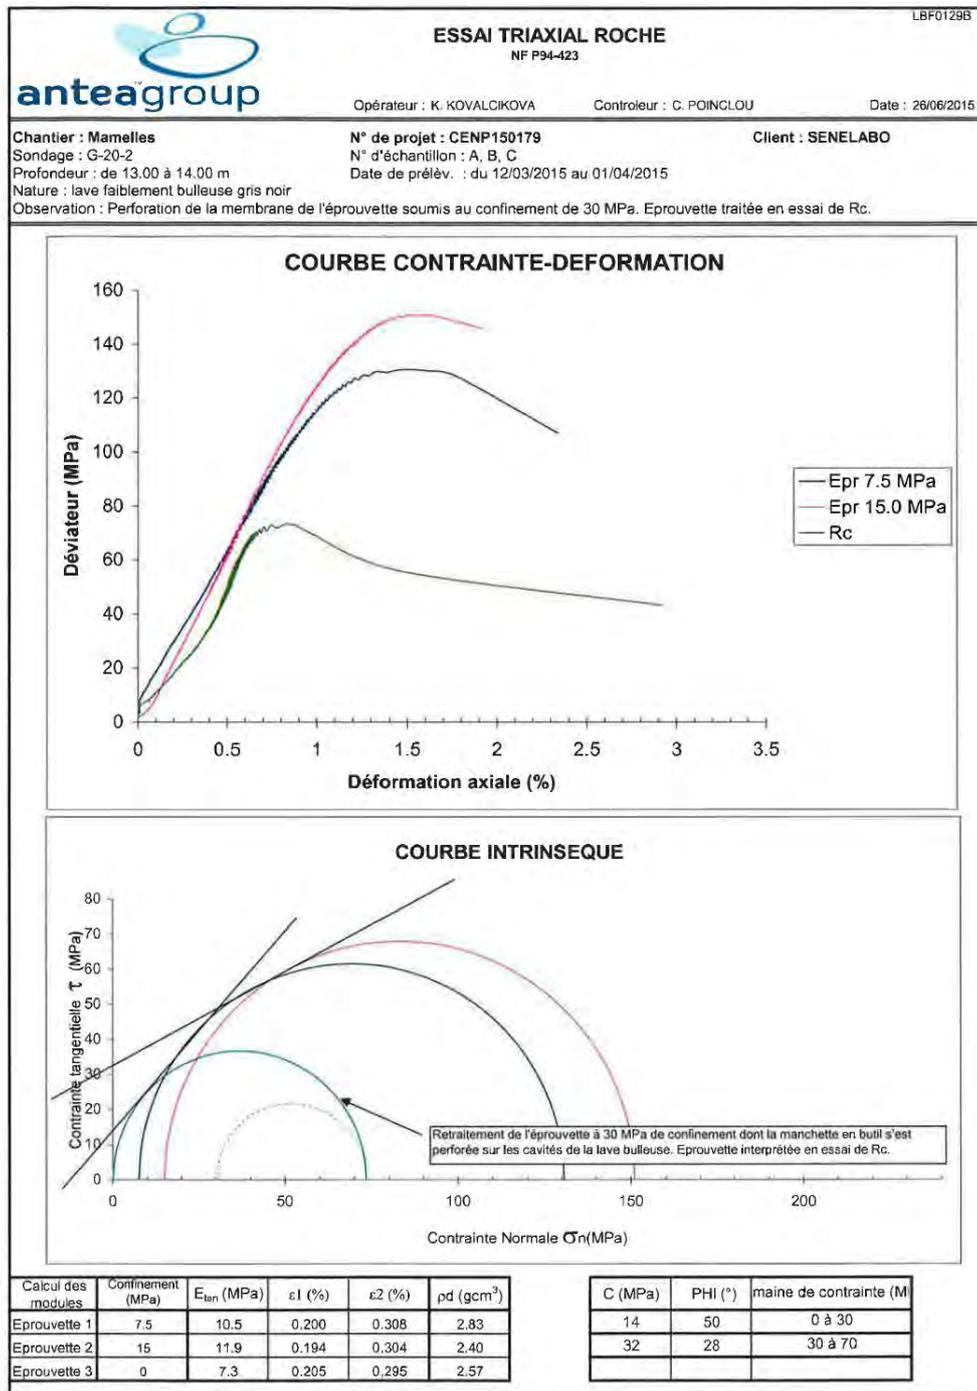 LBF0129B
ESSAI TRIAXIAL ROCHE
NF P94-423
anteagroup
Opérateur : K. KOVALCIKOVA Controleur : C. POINCLOU Date : 26/06/2015
Chantier : Mamelles N° de projet : CENP150179 Client : SENELABO
Sondage : G-20-2 N° d'échantillon : A, B, C
Profondeur : de 13.00 à 14.00 m Date de prélèv. : du 12/03/2015 au 01/04/2015
Nature : lave faiblement bulleuse gris noir
Observation : Perforation de la membrane de l'éprouvette soumis au confinement de 30 MPa. Eprouvette traitée en essai de Rc.
COURBE CONTRAINTE-DEFORMATION
160
140
120
100
80
60
40
20
0
Déviateur (MPa)
Epr 7.5 MPa
Epr 15.0 MPa
Rc
0 0.5 1 1.5 2 2.5 3 3.5
Déformation axiale (%)
COURBE INTRINSEQUE
80
70
60
50
40
30
20
10
0
Contrainte tangentielle τ (MPa)
Retraitement de l'éprouvette à 30 MPa de confinement dont la manchette en butil s'est
perforée sur les cavités de la lave bulleuse. Eprouvette interprétée en essai de Rc.
0 50 100 150 200
Contrainte Normale σn(MPa)
Calcul des modules Confinement (MPa) Etan (MPa) ε1 (%) ε2 (%) ρd (gcm³)
Eprouvette 1 7.5 10.5 0.200 0.308 2.83
Eprouvette 2 15 11.9 0.194 0.304 2.40
Eprouvette 3 0 7.3 0.205 0.295 2.57
C (MPa) PHI (°) maine de contrainte (M
14 50 0 à 30
32 28 30 à 70